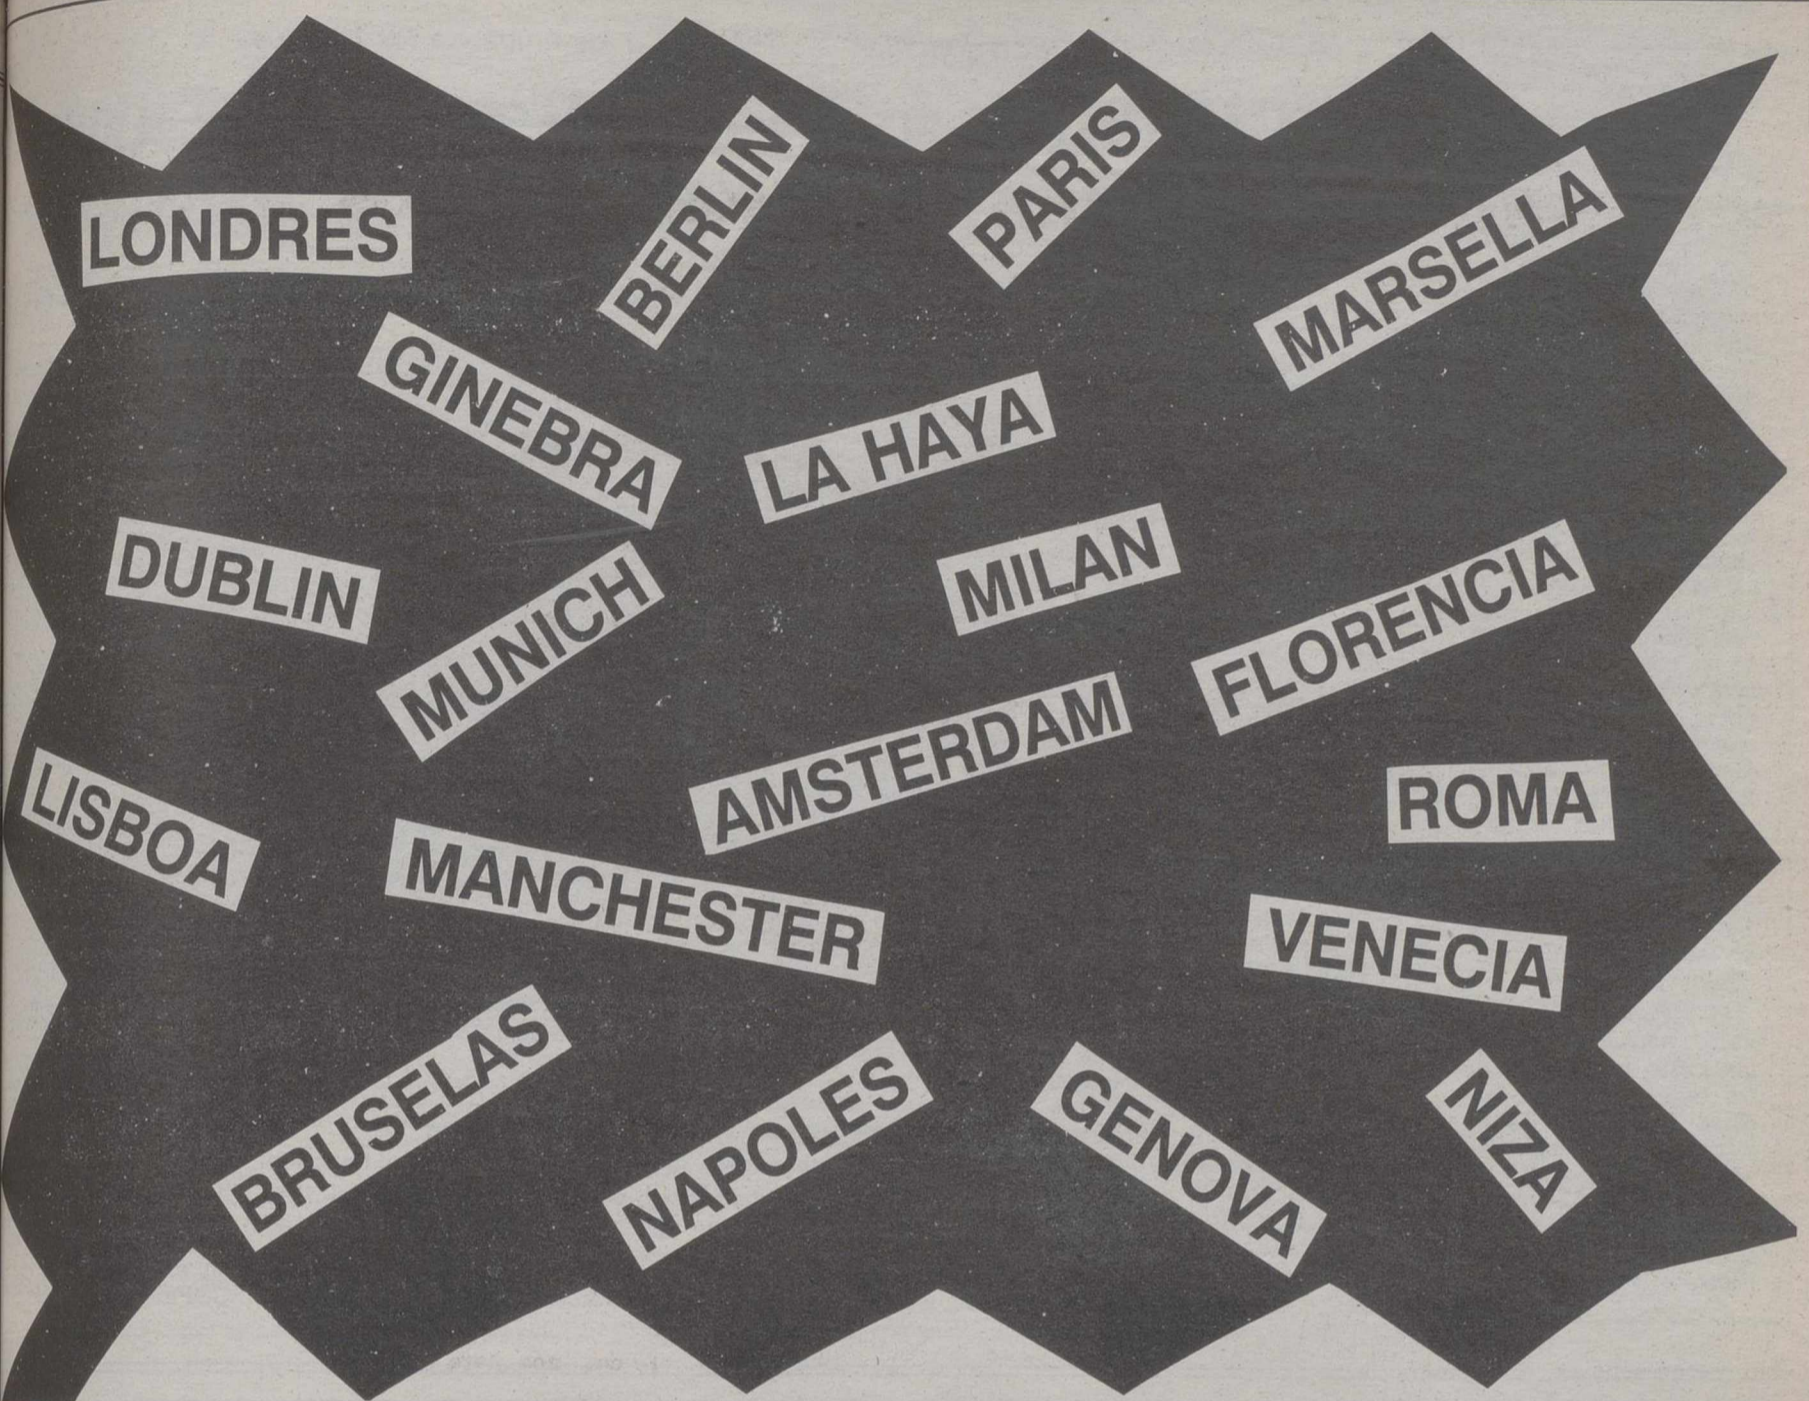 LONDRES
BERLIN
PARIS
MARSELLA
GINEBRA
LA HAYA
DUBLIN
MUNICH
MILAN
FLORENCIA
AMSTERDAM
LISBOA
MANCHESTER
ROMA
VENECIA
BRUSELAS
NAPOLES
GENOVA
NIZA